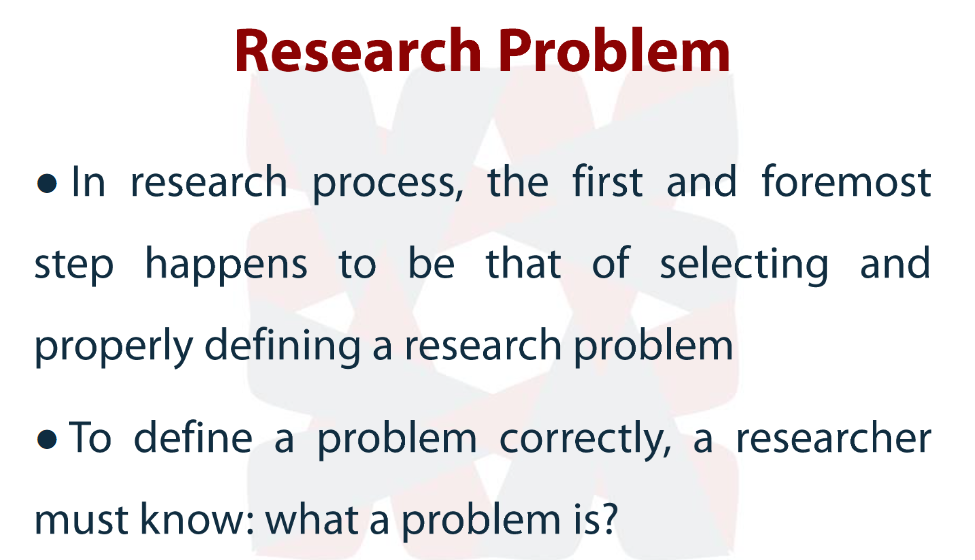 Research Problem
● In research process, the first and foremost
step happens to be that of selecting and
properly defining a research problem
● To define a problem correctly, a researcher
must know: what a problem is?